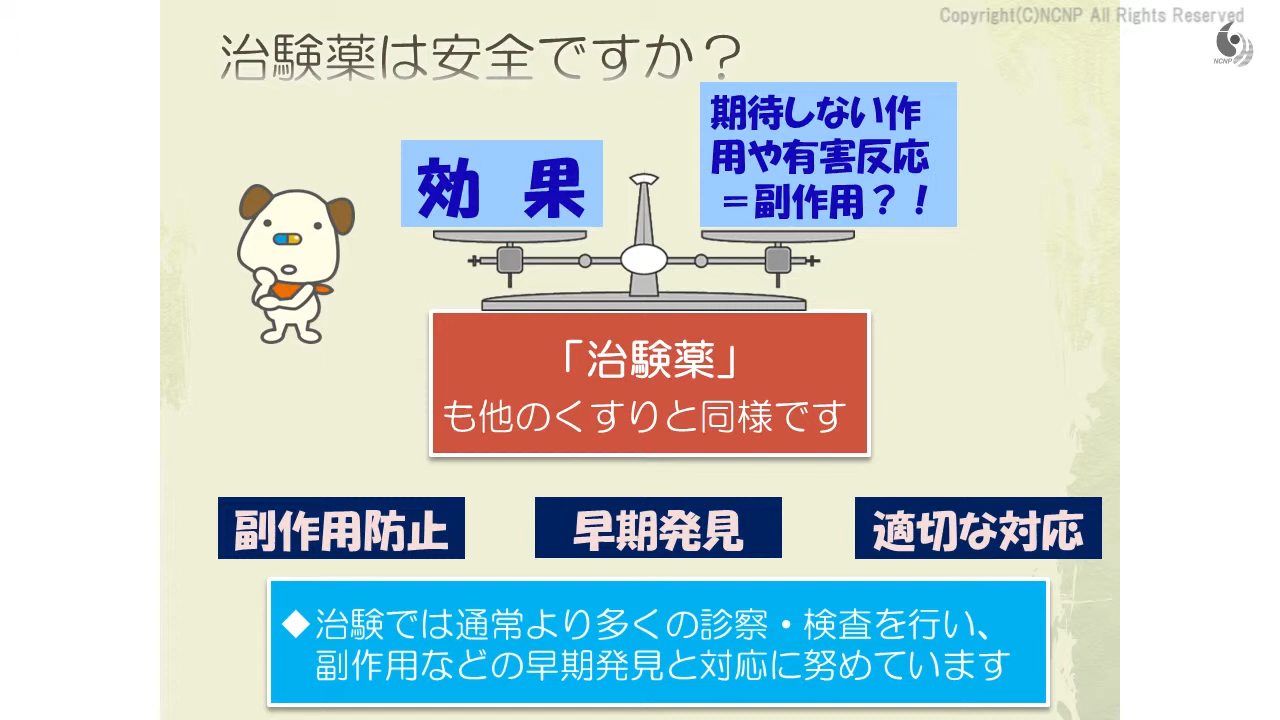 Copyright(C)NCNP All Rights Reserved
NCNP
治験薬は安全ですか？
期待しない作
用や有害反応
＝副作用？！
効　果
「治験薬」
も他のくすりと同様です
副作用防止
早期発見
適切な対応
◆治験では通常より多くの診察・検査を行い、
副作用などの早期発見と対応に努めています